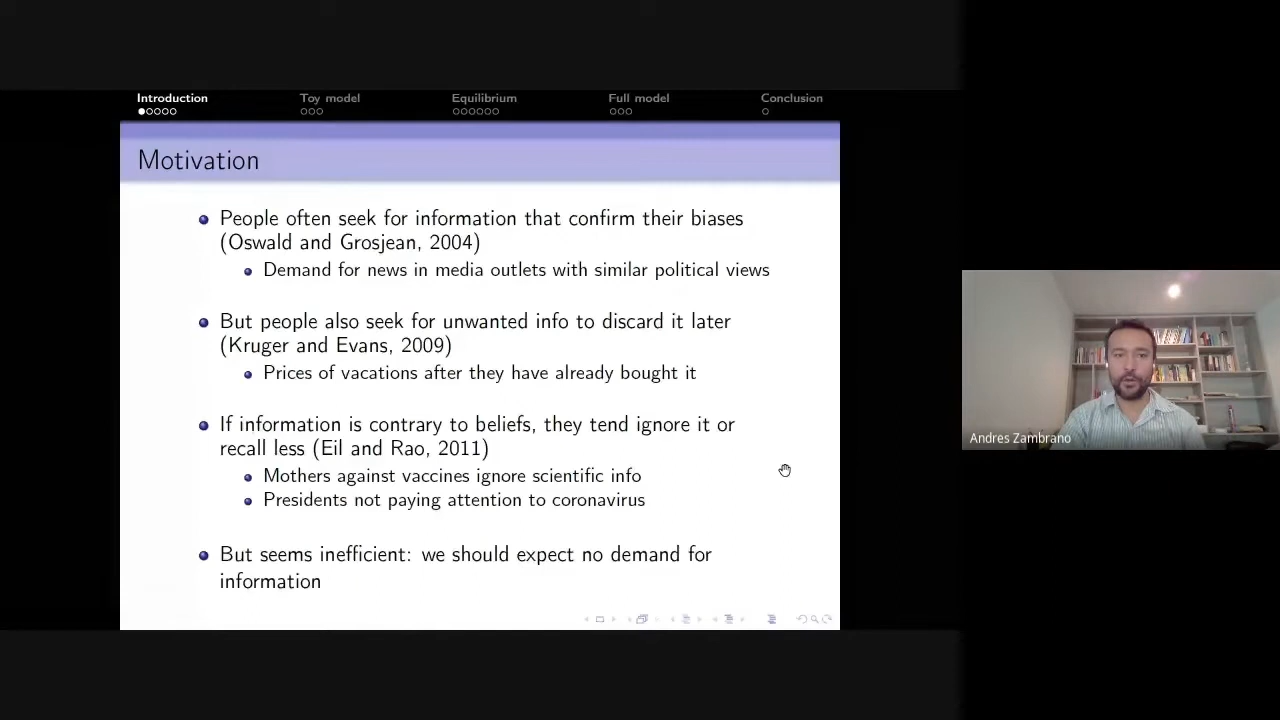 Introduction
Toy model
Equilibrium
Full model
Conclusion
Motivation
People often seek for information that confirm their biases
(Oswald and Grosjean, 2004)
Demand for news in media outlets with similar political views
But people also seek for unwanted info to discard it later
(Kruger and Evans, 2009)
Prices of vacations after they have already bought it
If information is contrary to beliefs, they tend ignore it or
recall less (Eil and Rao, 2011)
Mothers against vaccines ignore scientific info
Presidents not paying attention to coronavirus
But seems inefficient: we should expect no demand for
information
Andres Zambrano